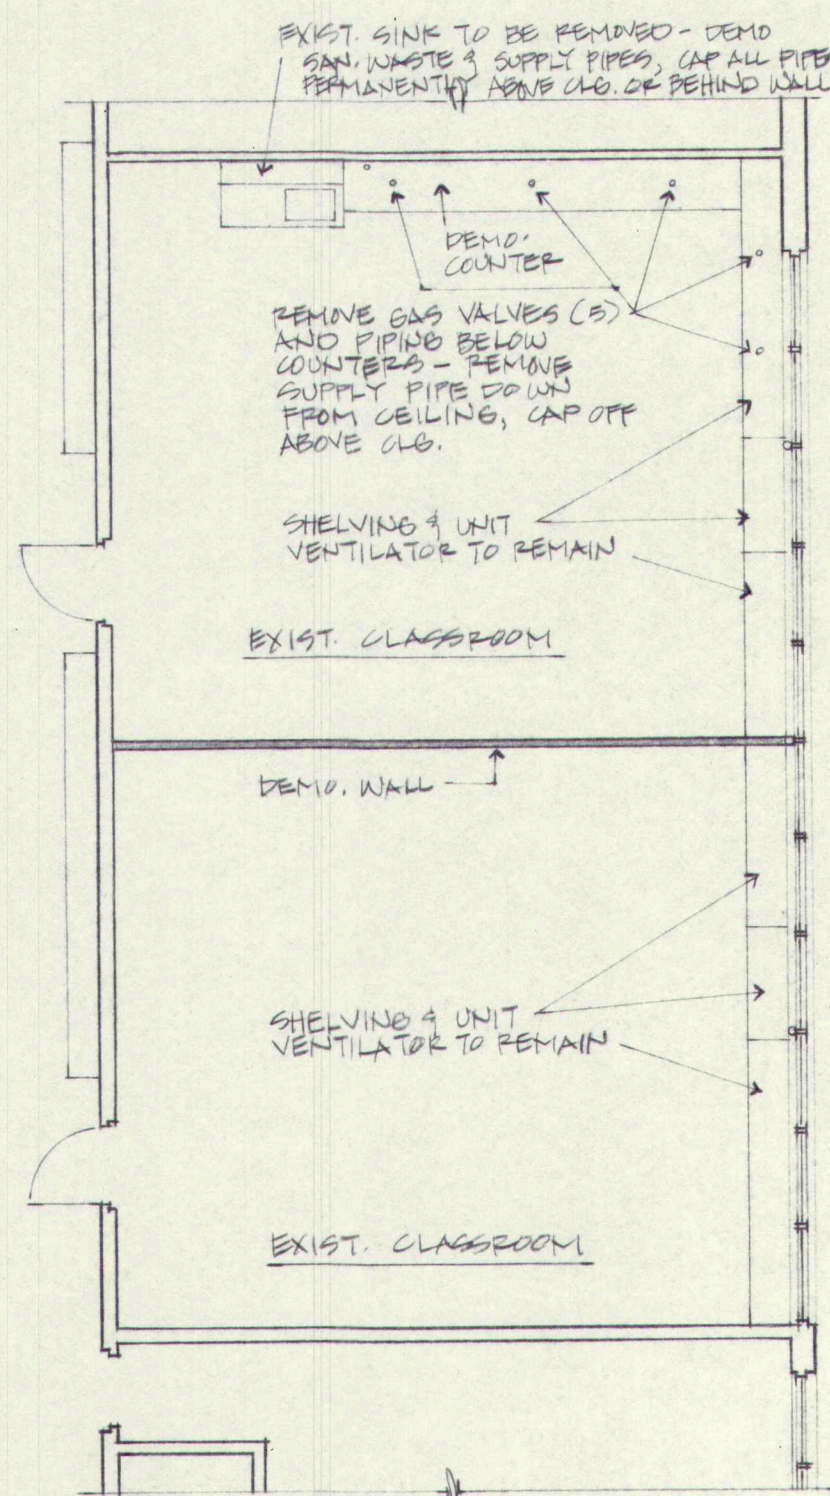 EXIST. SINK TO BE REMOVED - DEMO
SAN. WASTE & SUPPLY PIPES, CAP ALL PIPE
PERMANENTLY ABOVE CLG. OR BEHIND WALL
DEMO.
COUNTER
REMOVE GAS VALVES (5)
AND PIPING BELOW
COUNTERS - REMOVE
SUPPLY PIPE DOWN
FROM CEILING, CAP OFF
ABOVE CLG.
SHELVING & UNIT
VENTILATOR TO REMAIN
EXIST. CLASSROOM
DEMO. WALL
SHELVING & UNIT
VENTILATOR TO REMAIN
EXIST. CLASSROOM